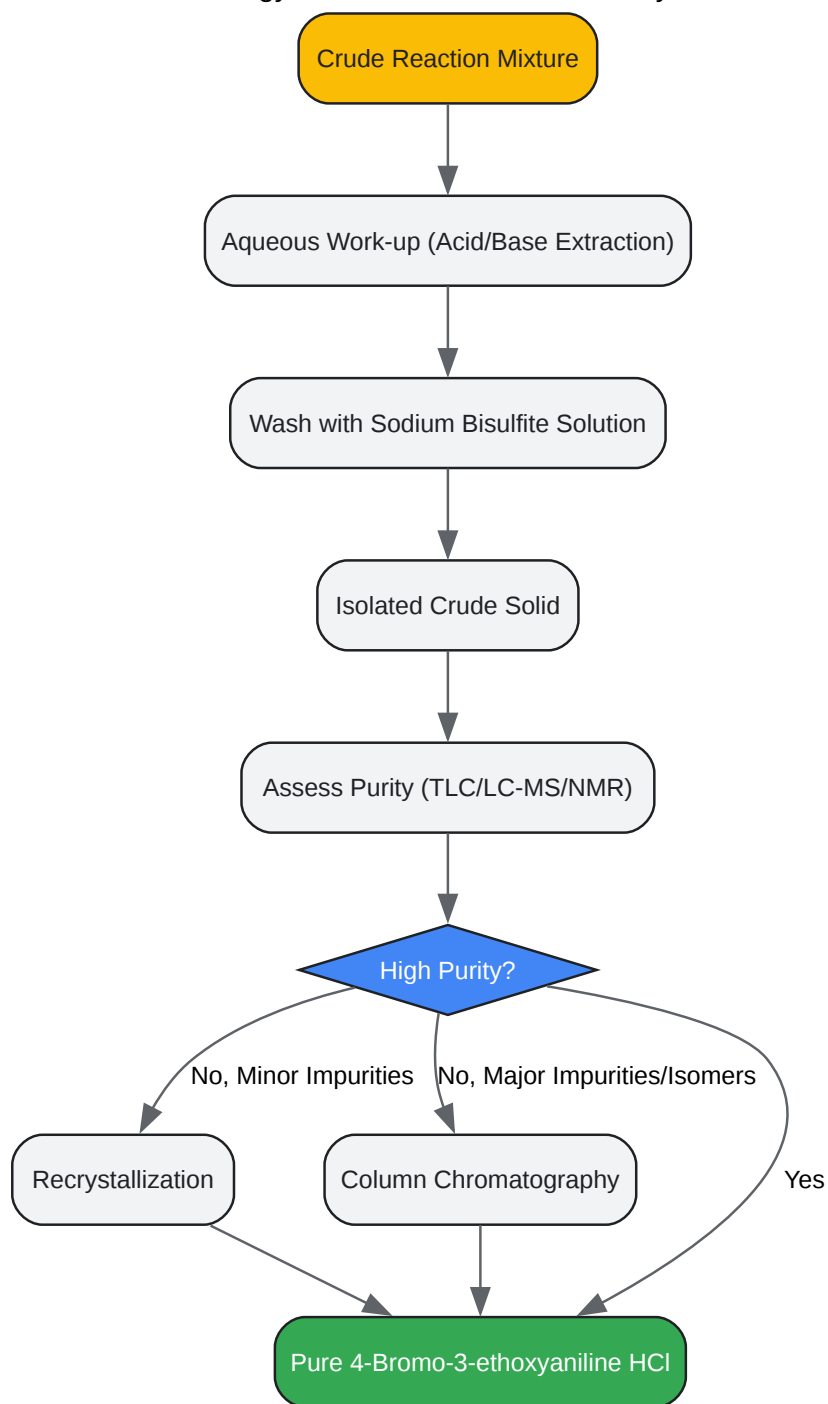 Crude Reaction Mixture
Aqueous Work-up (Acid/Base Extraction)
Wash with Sodium Bisulfite Solution
Isolated Crude Solid
Assess Purity (TLC/LC-MS/NMR)
High Purity?
No, Minor Impurities
No, Major Impurities/Isomers
Yes
Recrystallization
Column Chromatography
Pure 4-Bromo-3-ethoxyaniline HCl